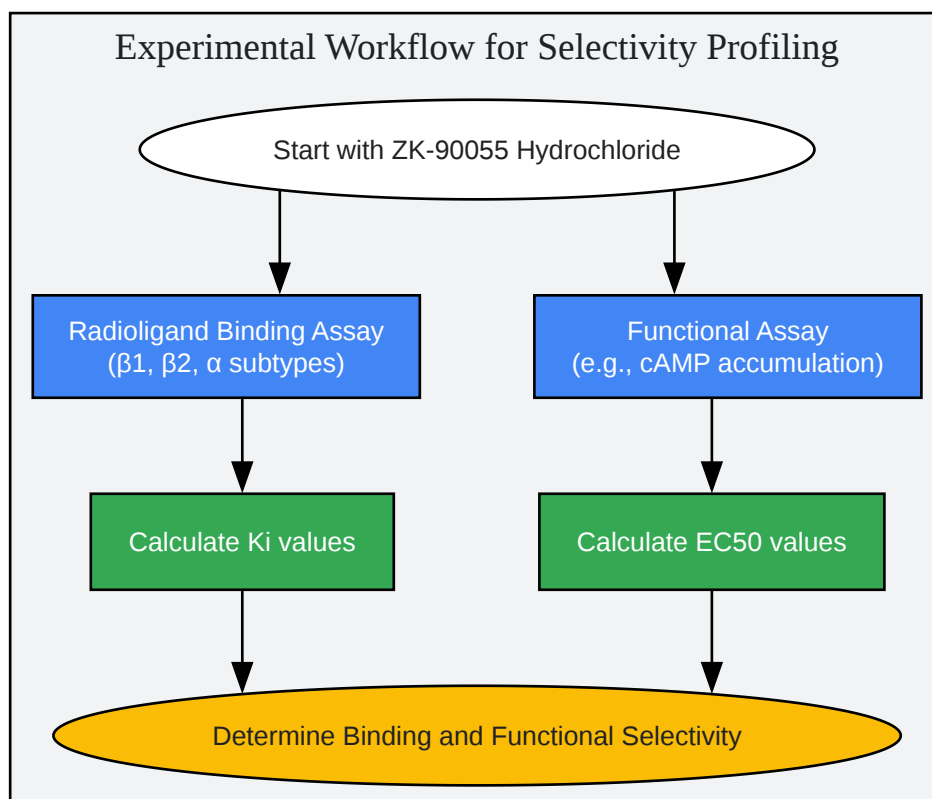 Experimental Workflow for Selectivity Profiling
Start with ZK-90055 Hydrochloride
Radioligand Binding Assay
(β1, β2, α subtypes)
Functional Assay
(e.g., cAMP accumulation)
Calculate Ki values
Calculate EC50 values
Determine Binding and Functional Selectivity